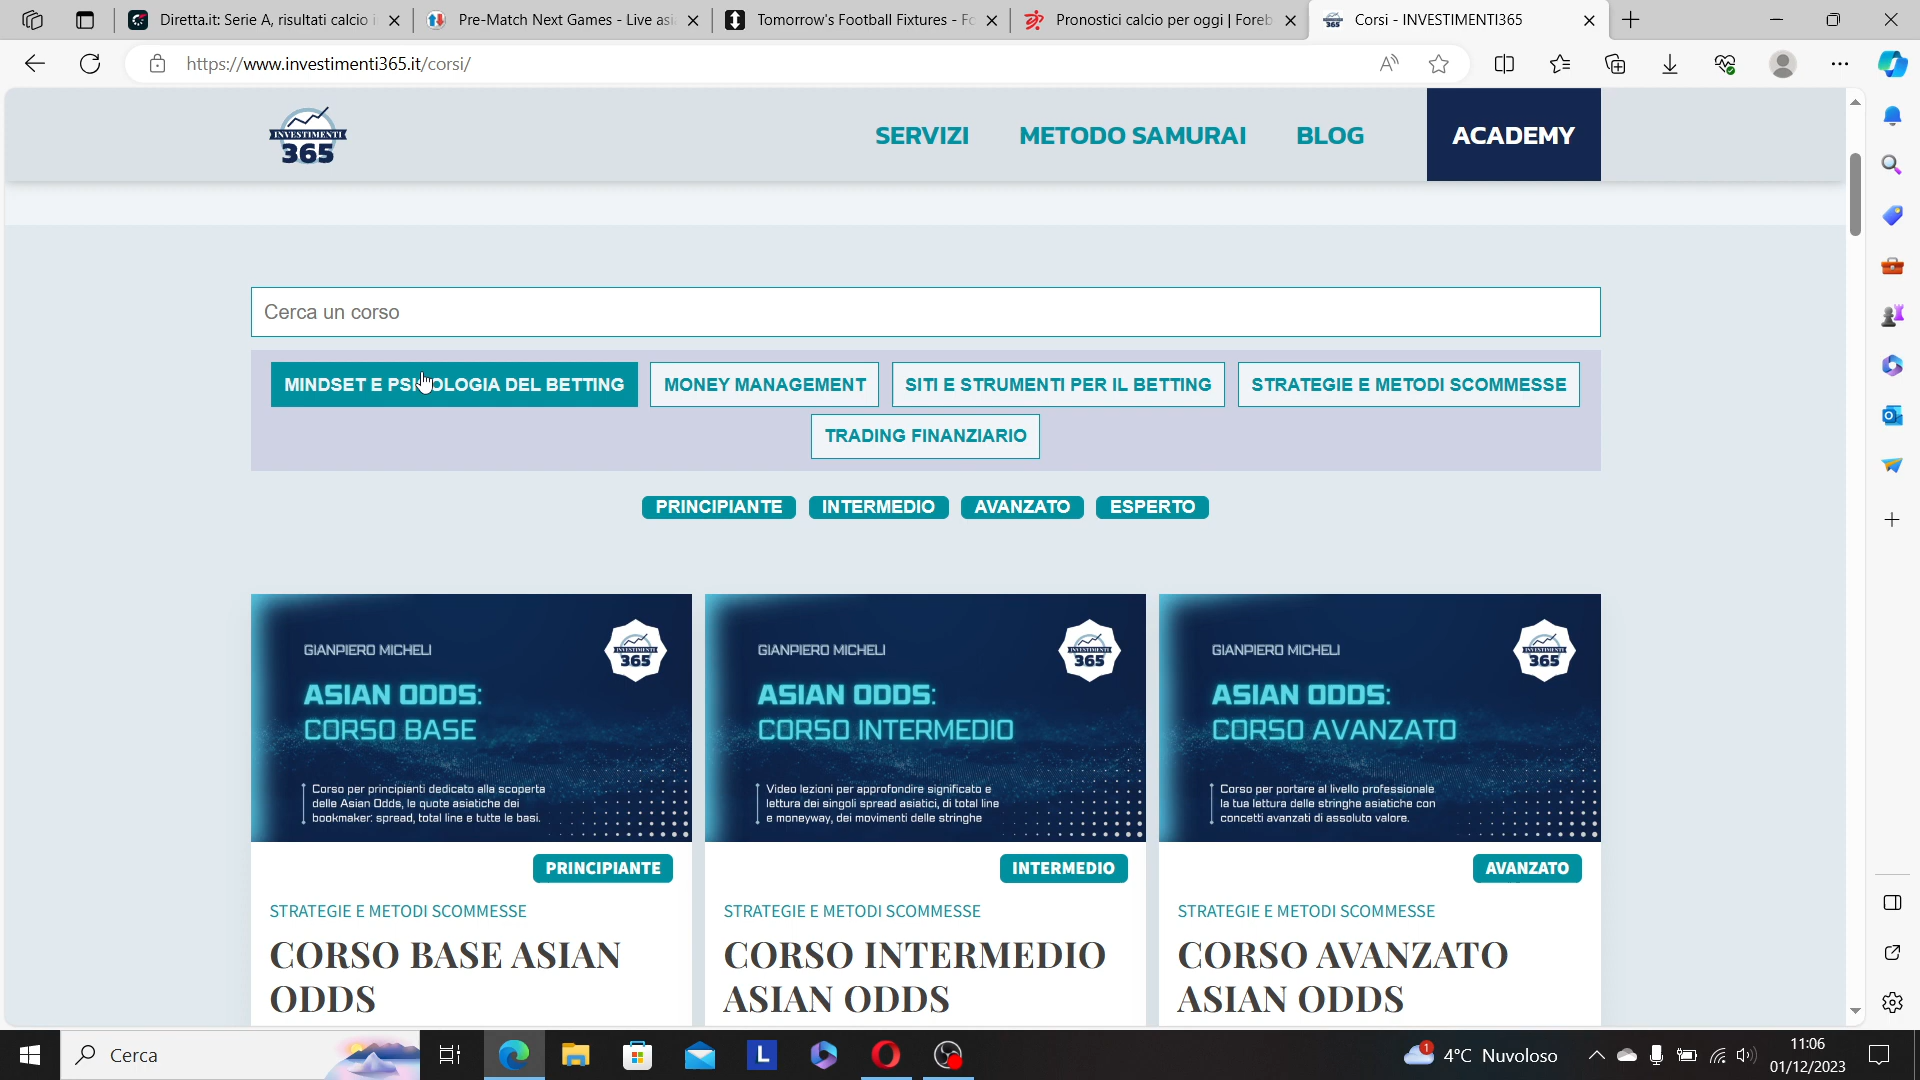 Diretta.it: Serie A, risultati calcio i
Pre-Match Next Games - Live asi
Tomorrow's Football Fixtures - Fo
Pronostici calcio per oggi | Foreb
Corsi - INVESTIMENTI365
https://www.investimenti365.it/corsi/
INVESTIMENTI
365
SERVIZI
METODO SAMURAI
BLOG
ACADEMY
Cerca un corso
MINDSET E PSICOLOGIA DEL BETTING
MONEY MANAGEMENT
SITI E STRUMENTI PER IL BETTING
STRATEGIE E METODI SCOMMESSE
TRADING FINANZIARIO
PRINCIPIANTE
INTERMEDIO
AVANZATO
ESPERTO
GIANPIERO MICHELI
INVESTIMENTI
365
ASIAN ODDS:
CORSO BASE
Corso per principianti dedicato alla scoperta
delle Asian Odds, le quote asiatiche dei
bookmaker: spread, total line e tutte le basi.
PRINCIPIANTE
STRATEGIE E METODI SCOMMESSE
CORSO BASE ASIAN
ODDS
GIANPIERO MICHELI
INVESTIMENTI
365
ASIAN ODDS:
CORSO INTERMEDIO
Video lezioni per approfondire significato e
lettura dei singoli spread asiatici, di total line
e moneyway, dei movimenti delle stringhe
INTERMEDIO
STRATEGIE E METODI SCOMMESSE
CORSO INTERMEDIO
ASIAN ODDS
GIANPIERO MICHELI
INVESTIMENTI
365
ASIAN ODDS:
CORSO AVANZATO
Corso per portare al livello professionale
la tua lettura delle stringhe asiatiche con
concetti avanzati di assoluto valore.
AVANZATO
STRATEGIE E METODI SCOMMESSE
CORSO AVANZATO
ASIAN ODDS
Cerca
L
1
4°C Nuvoloso
11:06
01/12/2023